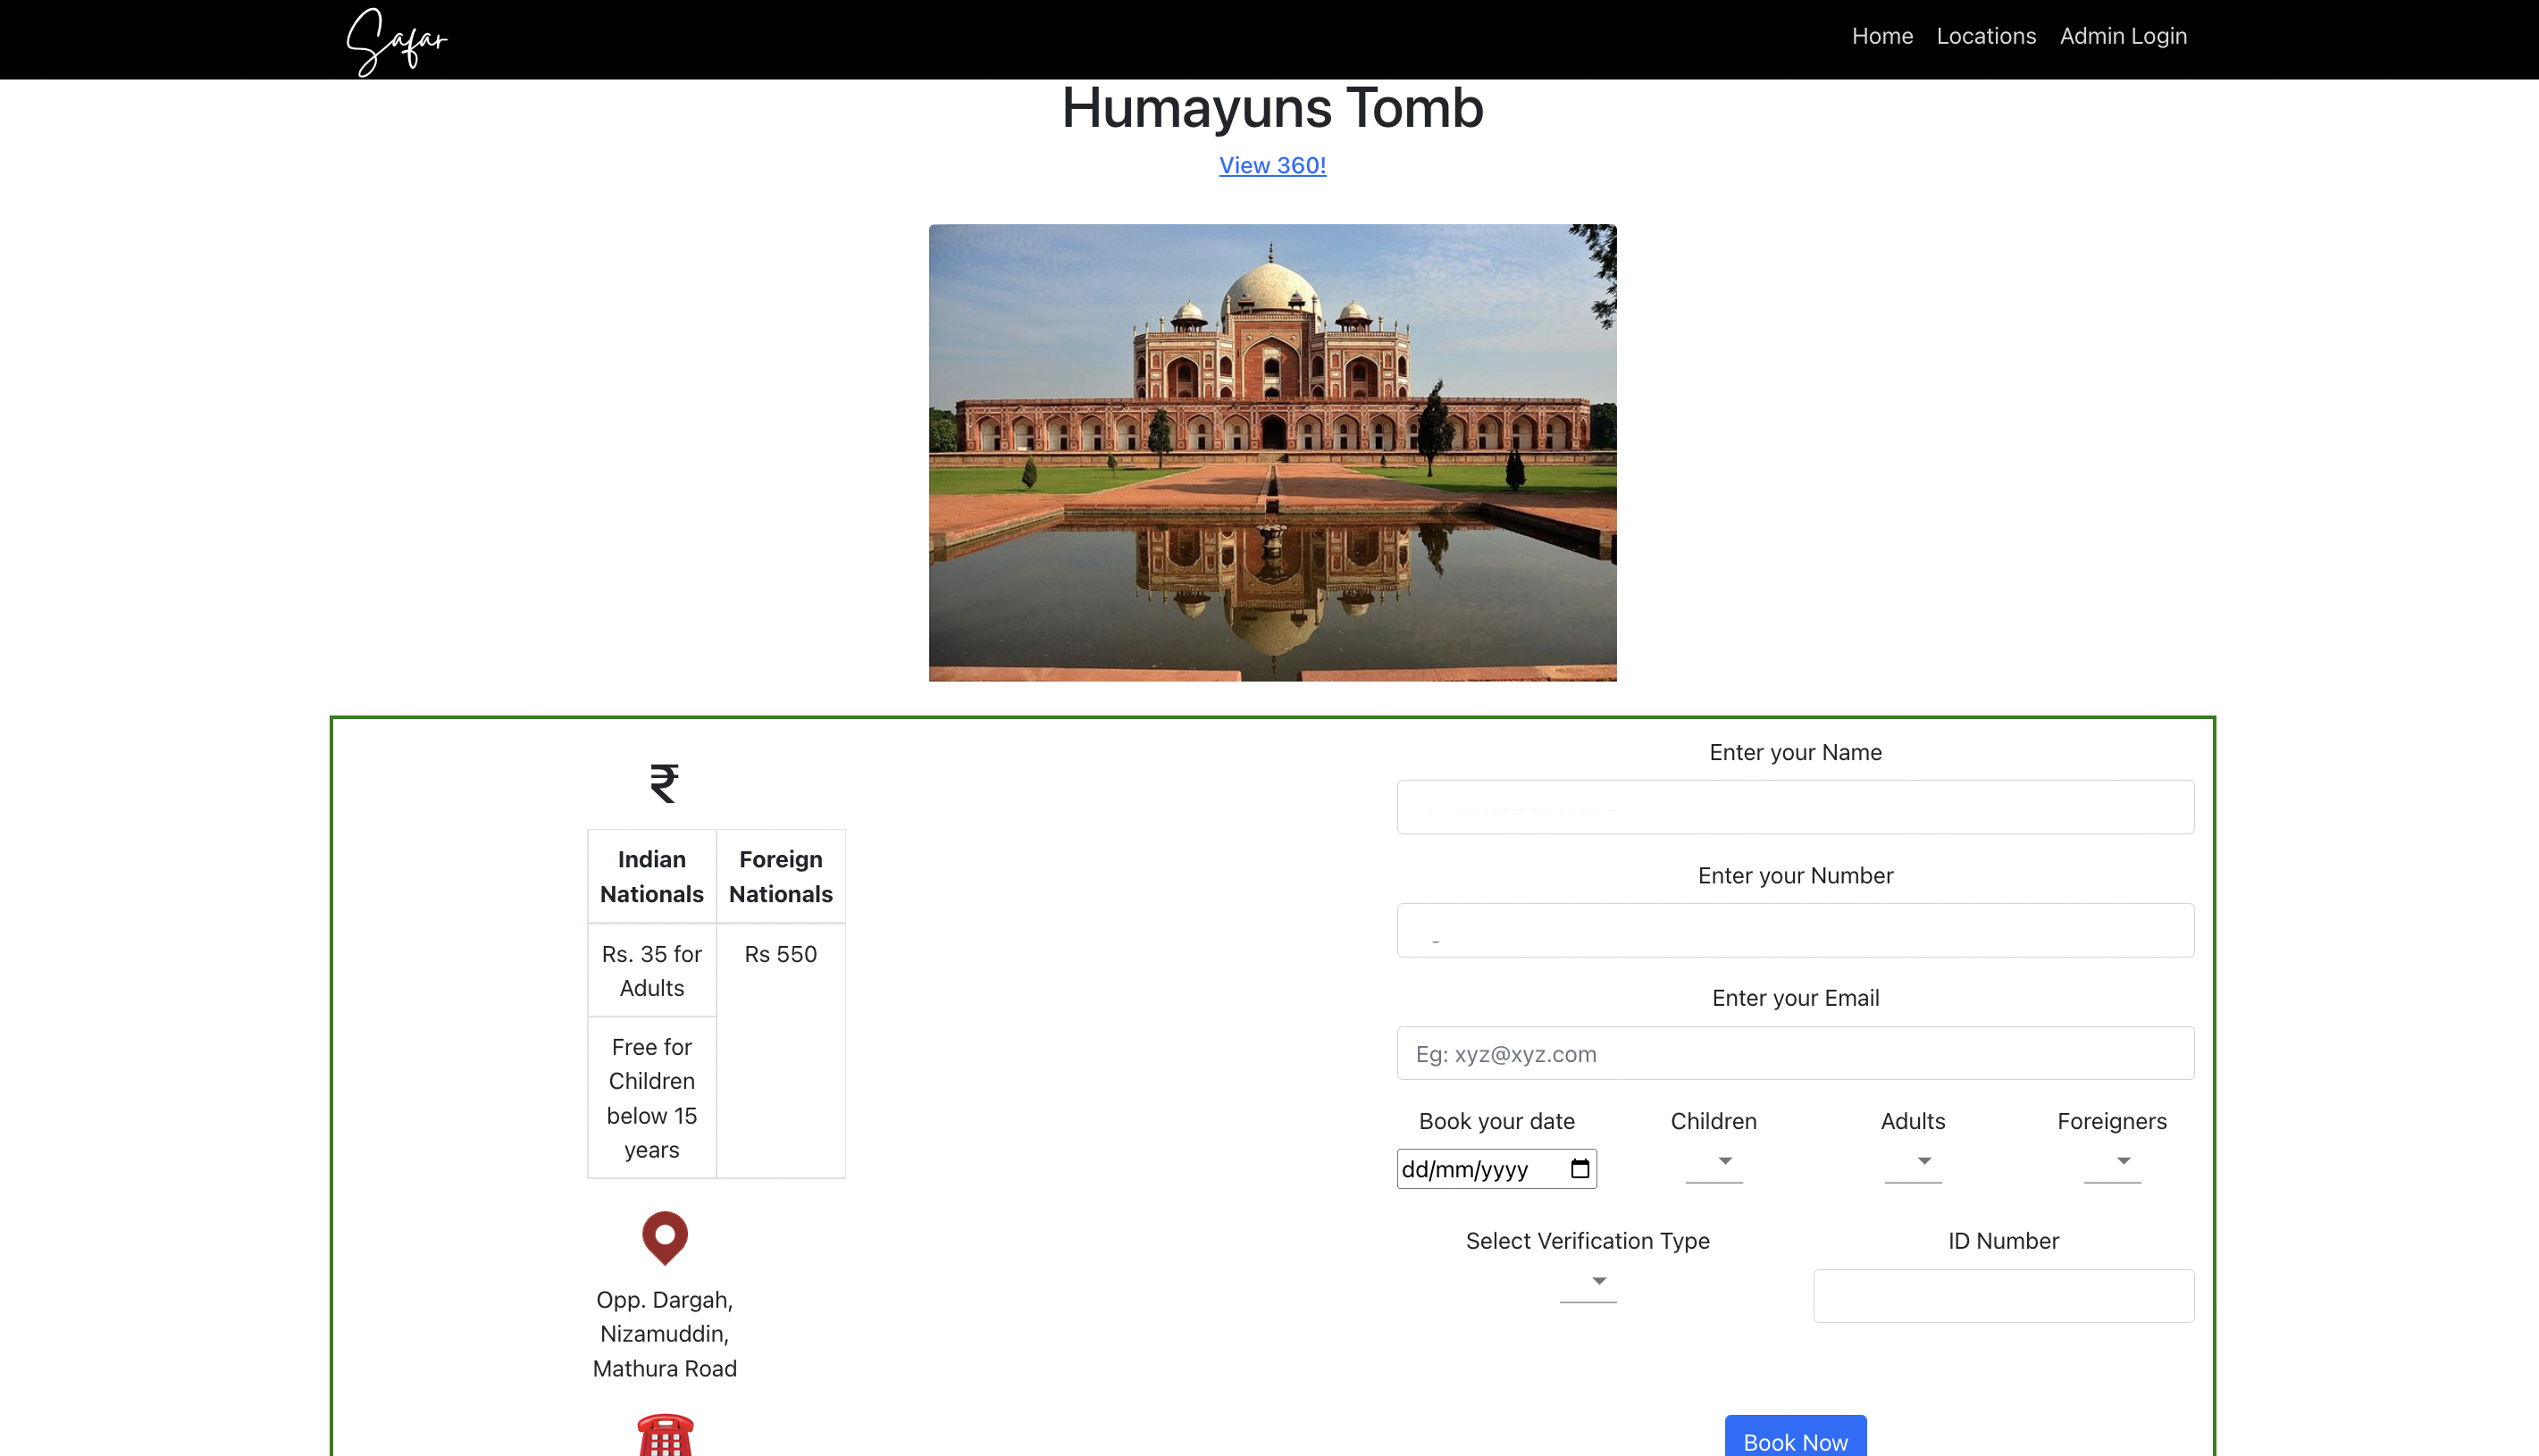 Safar
Home Locations Admin Login
Humayuns Tomb
View 360!
₹
Indian Nationals
Foreign Nationals
Rs. 35 for Adults
Rs 550
Free for Children below 15 years
Opp. Dargah,
Nizamuddin,
Mathura Road
Enter your Name
Enter your Number
Enter your Email
Eg: xyz@xyz.com
Book your date
Children
Adults
Foreigners
dd/mm/yyyy
Select Verification Type
ID Number
Book Now